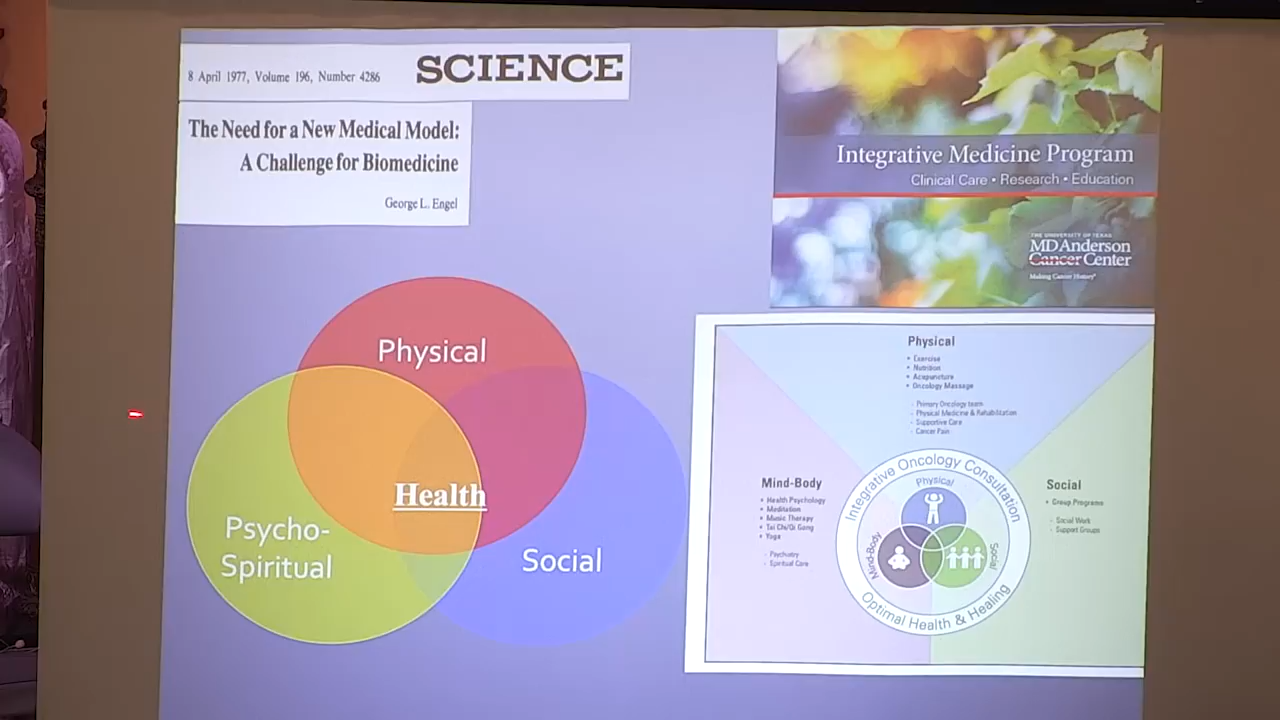 8 April 1977, Volume 196, Number 4286
SCIENCE
The Need for a New Medical Model:
A Challenge for Biomedicine
George L. Engel
Physical
Psycho-
Spiritual
Health
Social
Integrative Medicine Program
Clinical Care • Research • Education
THE UNIVERSITY OF TEXAS
MD Anderson
Cancer Center
Making Cancer History®
Physical
• Exercise
• Nutrition
• Acupuncture
• Oncology Massage
- Primary Oncology team
- Physical Medicine & Rehabilitation
- Supportive Care
- Cancer Pain
Mind-Body
• Health Psychology
• Meditation
• Music Therapy
• Tai Chi/Qi Gong
• Yoga
- Psychiatry
- Spiritual Care
Social
• Group Programs
- Social Work
- Support Groups
Integrative Oncology Consultation
Physical
Mind-Body
Social
Optimal Health & Healing